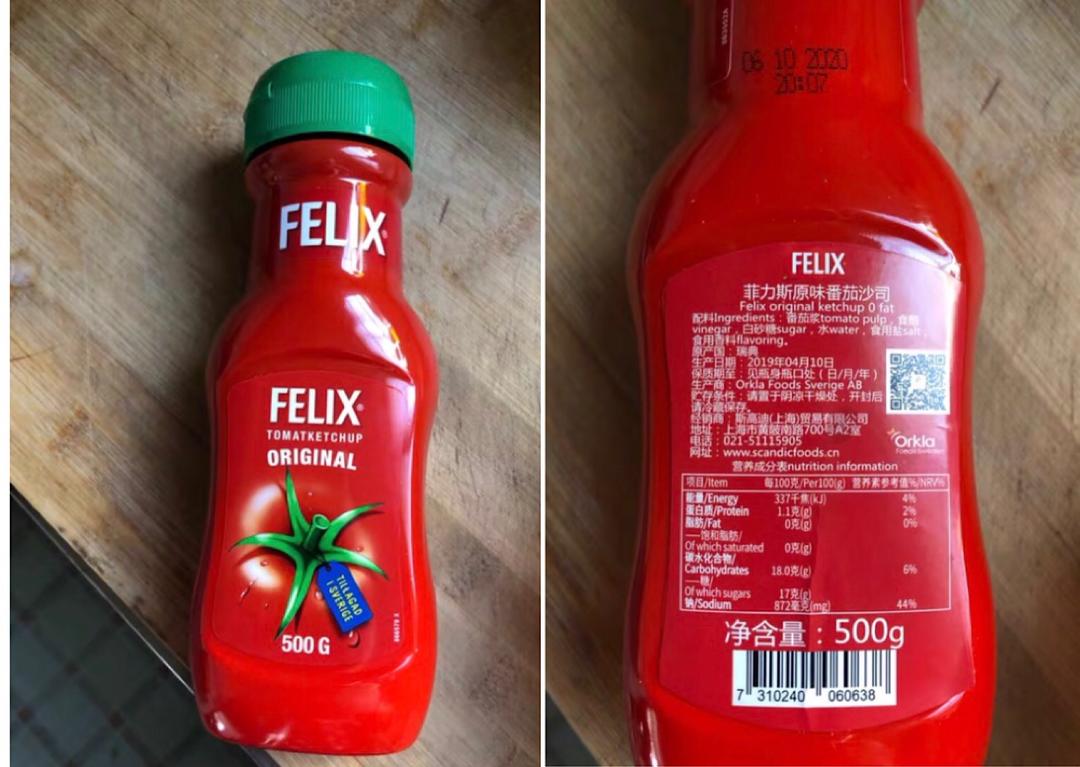 FELIX
FELIX
TOMATKETCHUP
ORIGINAL
TILLAGAD
I SVERIGE
500 G
06 10 2020
20:07
FELIX
菲力斯原味番茄沙司
Felix original ketchup 0 fat
配料Ingredients：番茄浆tomato pulp，食醋
vinegar，白砂糖sugar，水water，食用盐salt，
食用香料flavoring。
原产国：瑞典
生产日期：2019年04月10日
保质期至：见瓶身瓶口处（日/月/年）
生产商：Orkla Foods Sverige AB
贮存条件：请置于阴凉干燥处，开封后
请冷藏保存。
经销商：斯高迪(上海)贸易有限公司
地址：上海市黄陂南路700号A2室
电话：021-51115905
网址：www.scandicfoods.cn
Orkla
Foods Sweden
营养成分表nutrition information
项目/Item 每100克/Per100(g) 营养素参考值%/NRV%
能量/Energy 337千焦(kJ) 4%
蛋白质/Protein 1.1克(g) 2%
脂肪/Fat 0克(g) 0%
—饱和脂肪/
Of which saturated 0克(g)
碳水化合物/
Carbohydrates 18.0克(g) 6%
—糖/
Of which sugars 17克(g)
钠/Sodium 872毫克(mg) 44%
净含量：500g
7 310240 060638